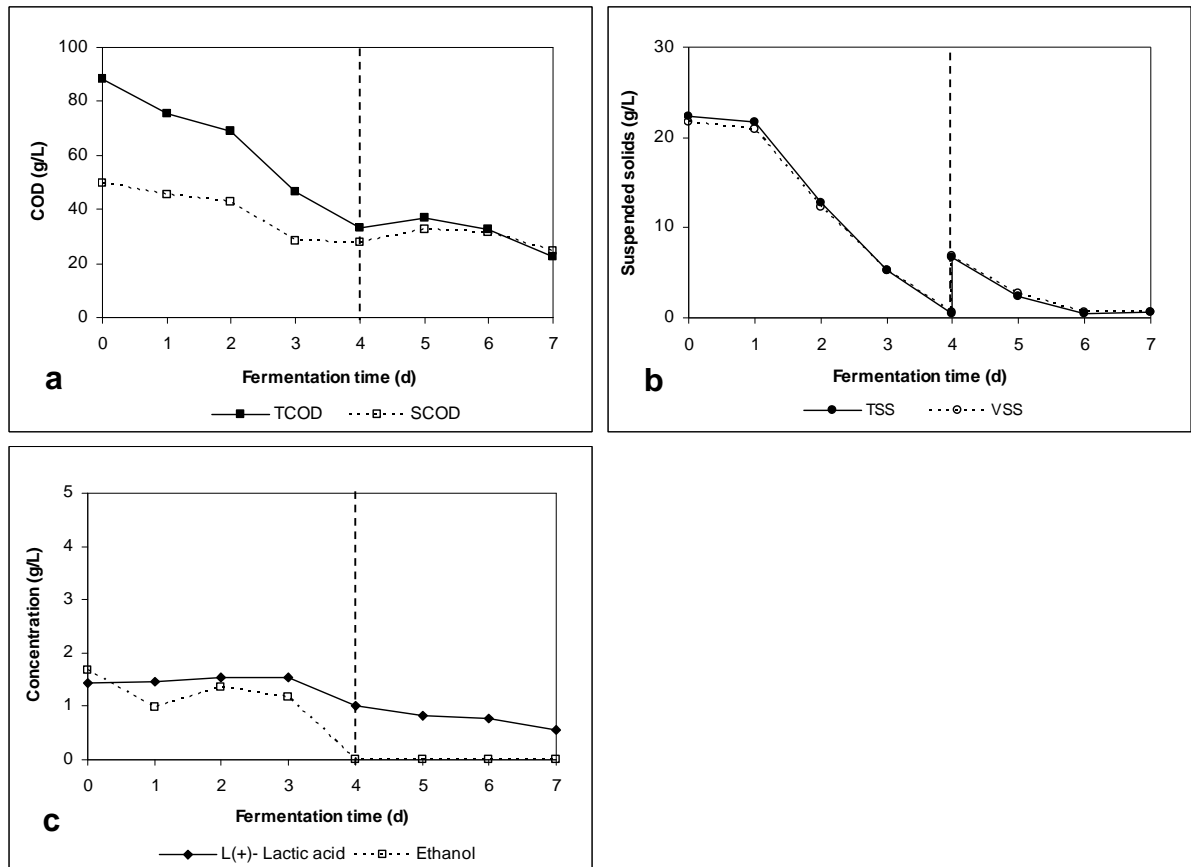 COD (g/L)
100
80
60
40
20
0
0 1 2 3 4 5 6 7
Fermentation time (d)
a
TCOD SCOD
Suspended solids (g/L)
30
20
10
0
0 1 2 3 4 5 6 7
Fermentation time (d)
b
TSS VSS
Concentration (g/L)
5
4
3
2
1
0
0 1 2 3 4 5 6 7
Fermentation time (d)
c
L(+)- Lactic acid Ethanol